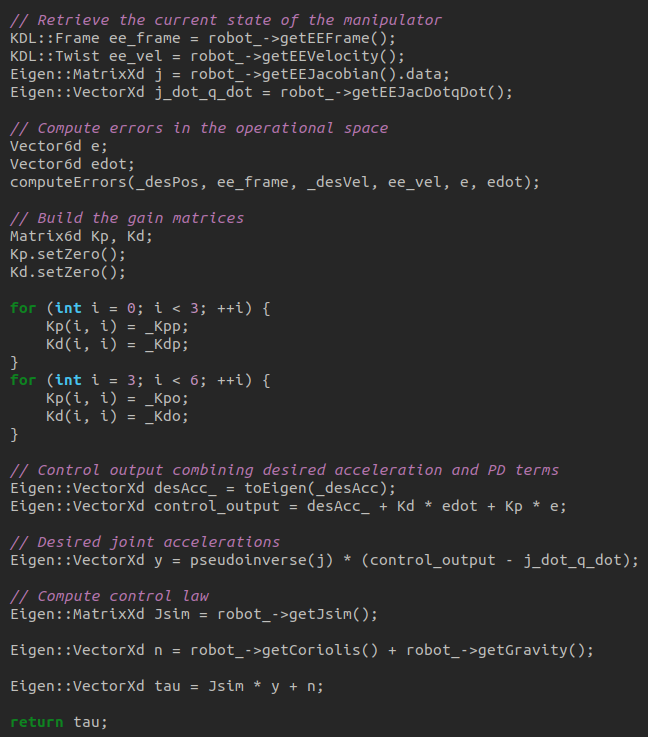 // Retrieve the current state of the manipulator
KDL::Frame ee_frame = robot_->getEEFrame();
KDL::Twist ee_vel = robot_->getEEVelocity();
Eigen::MatrixXd j = robot_->getEEJacobian().data;
Eigen::VectorXd j_dot_q_dot = robot_->getEEJacDotqDot();

// Compute errors in the operational space
Vector6d e;
Vector6d edot;
computeErrors(_desPos, ee_frame, _desVel, ee_vel, e, edot);

// Build the gain matrices
Matrix6d Kp, Kd;
Kp.setZero();
Kd.setZero();

for (int i = 0; i < 3; ++i) {
    Kp(i, i) = _Kpp;
    Kd(i, i) = _Kdp;
}
for (int i = 3; i < 6; ++i) {
    Kp(i, i) = _Kpo;
    Kd(i, i) = _Kdo;
}

// Control output combining desired acceleration and PD terms
Eigen::VectorXd desAcc_ = toEigen(_desAcc);
Eigen::VectorXd control_output = desAcc_ + Kd * edot + Kp * e;

// Desired joint accelerations
Eigen::VectorXd y = pseudoinverse(j) * (control_output - j_dot_q_dot);

// Compute control law
Eigen::MatrixXd Jsim = robot_->getJsim();

Eigen::VectorXd n = robot_->getCoriolis() + robot_->getGravity();

Eigen::VectorXd tau = Jsim * y + n;

return tau;